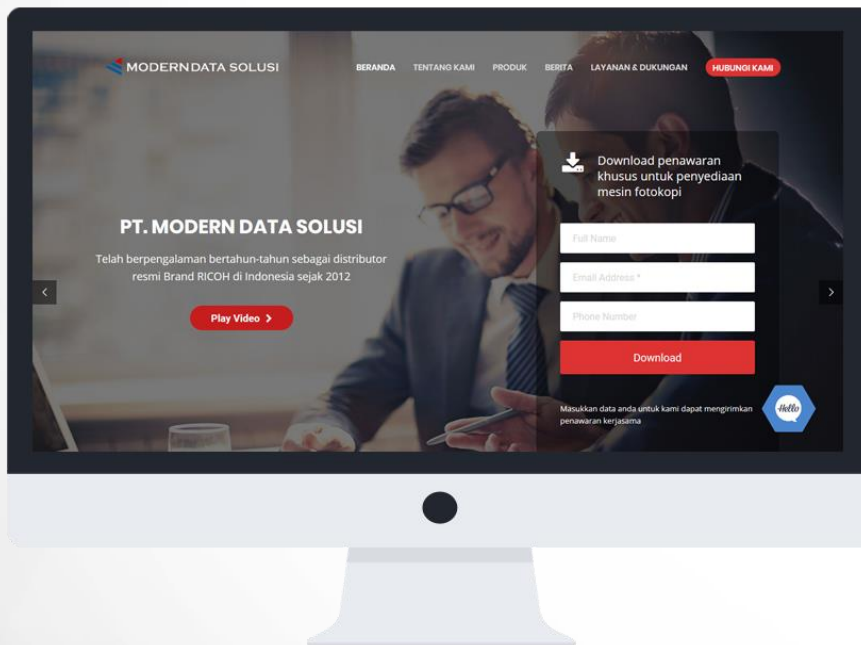 MODERNDATA SOLUSI
BERANDA TENTANG KAMI PRODUK BERITA LAYANAN & DUKUNGAN HUBUNGI KAMI
PT. MODERN DATA SOLUSI
Telah berpengalaman bertahun-tahun sebagai distributor
resmi Brand RICOH di Indonesia sejak 2012
Play Video
Download penawaran
khusus untuk penyediaan
mesin fotokopi
Full Name
Email Address *
Phone Number
Download
Masukkan data anda untuk kami dapat mengirimkan
penawaran kerjasama
Hello